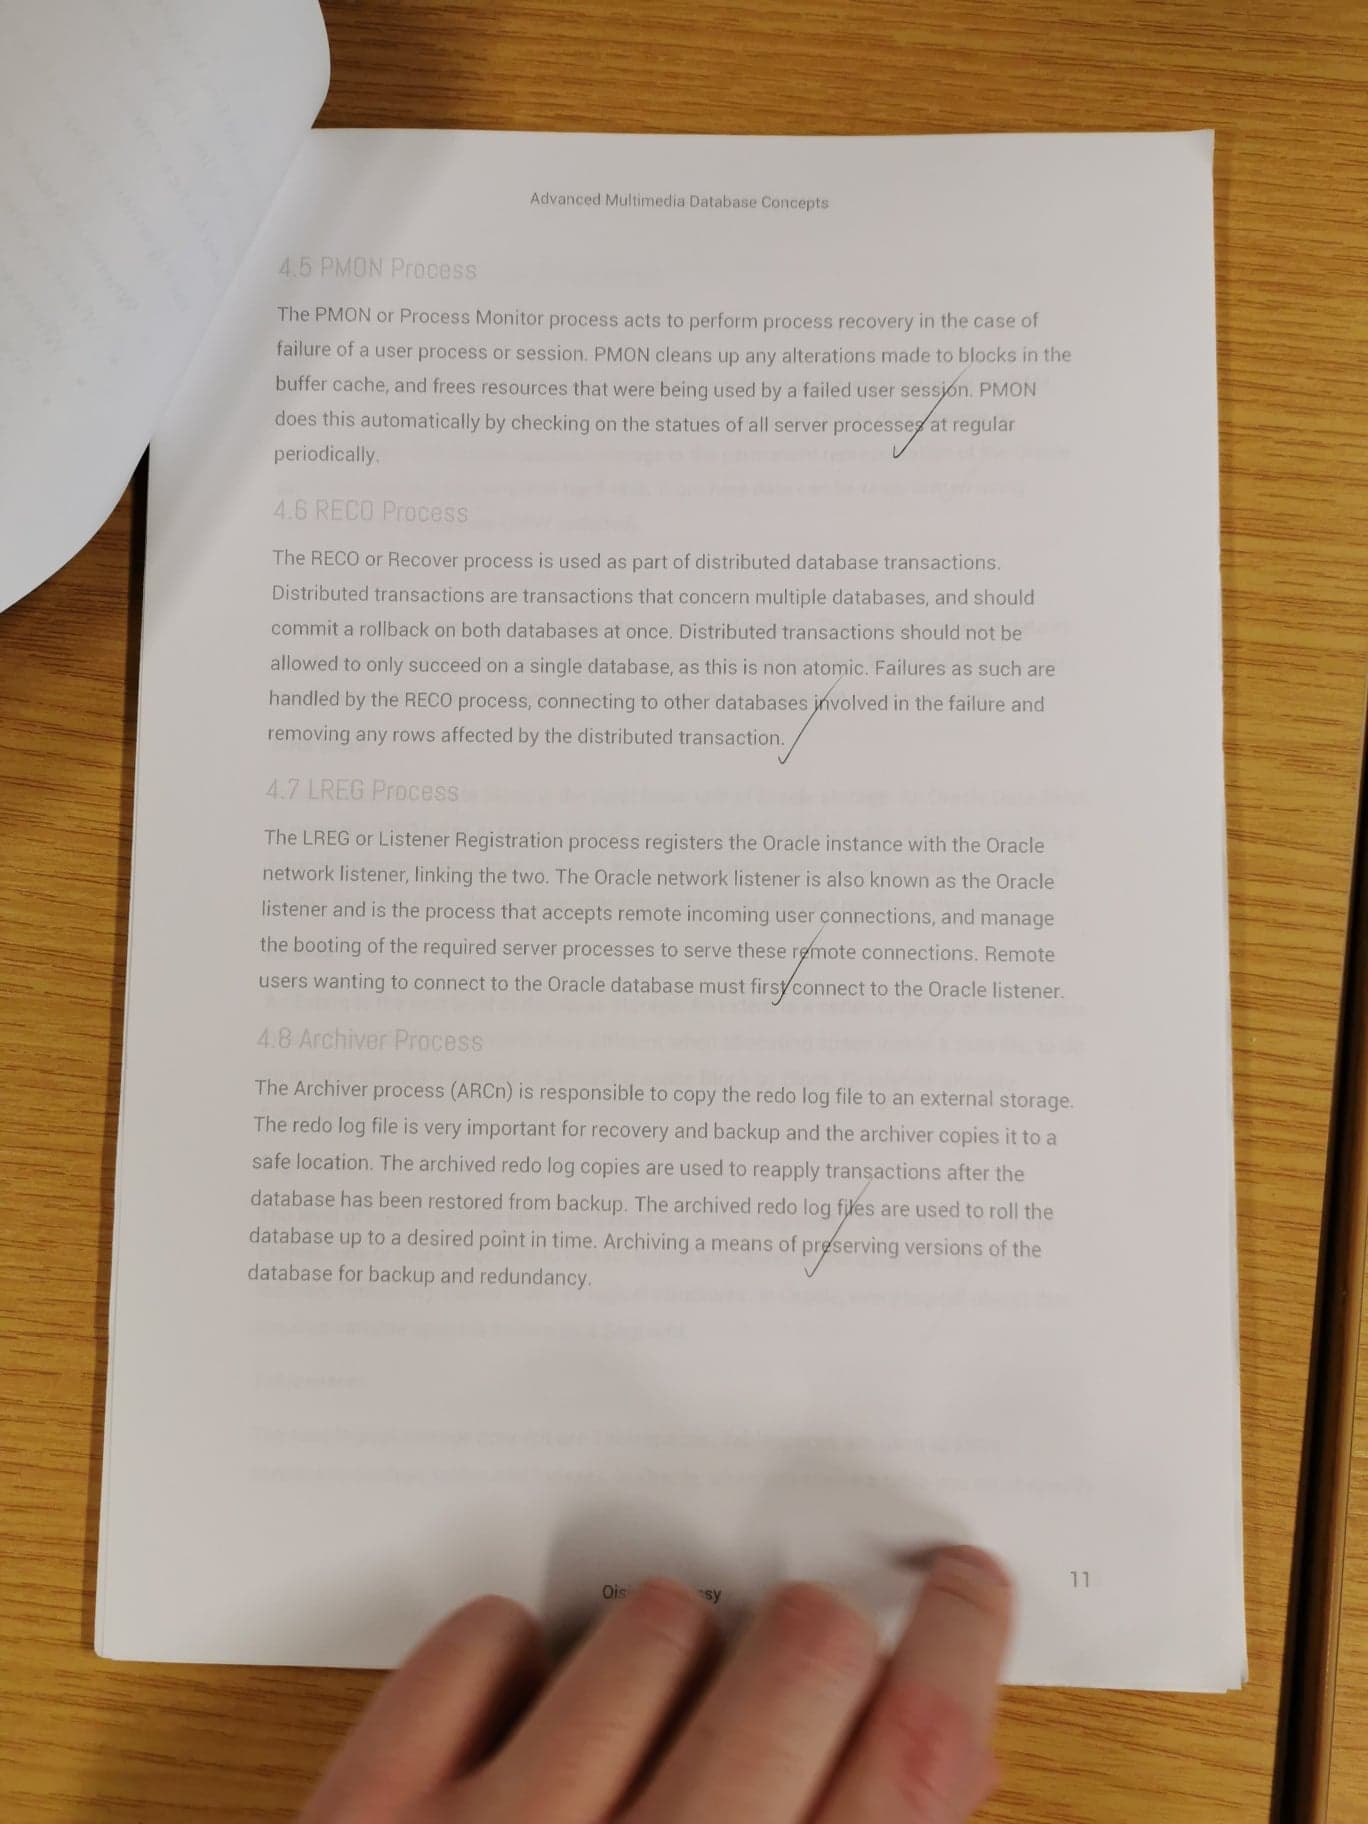 Advanced Multimedia Database Concepts
4.5 PMON Process
The PMON or Process Monitor process acts to perform process recovery in the case of
failure of a user process or session. PMON cleans up any alterations made to blocks in the
buffer cache, and frees resources that were being used by a failed user session. PMON
does this automatically by checking on the statues of all server processes at regular
periodically.
4.6 RECO Process
The RECO or Recover process is used as part of distributed database transactions.
Distributed transactions are transactions that concern multiple databases, and should
commit a rollback on both databases at once. Distributed transactions should not be
allowed to only succeed on a single database, as this is non atomic. Failures as such are
handled by the RECO process, connecting to other databases involved in the failure and
removing any rows affected by the distributed transaction.
4.7 LREG Process
The LREG or Listener Registration process registers the Oracle instance with the Oracle
network listener, linking the two. The Oracle network listener is also known as the Oracle
listener and is the process that accepts remote incoming user connections, and manage
the booting of the required server processes to serve these remote connections. Remote
users wanting to connect to the Oracle database must first connect to the Oracle listener.
4.8 Archiver Process
The Archiver process (ARCn) is responsible to copy the redo log file to an external storage.
The redo log file is very important for recovery and backup and the archiver copies it to a
safe location. The archived redo log copies are used to reapply transactions after the
database has been restored from backup. The archived redo log files are used to roll the
database up to a desired point in time. Archiving a means of preserving versions of the
database for backup and redundancy.
11